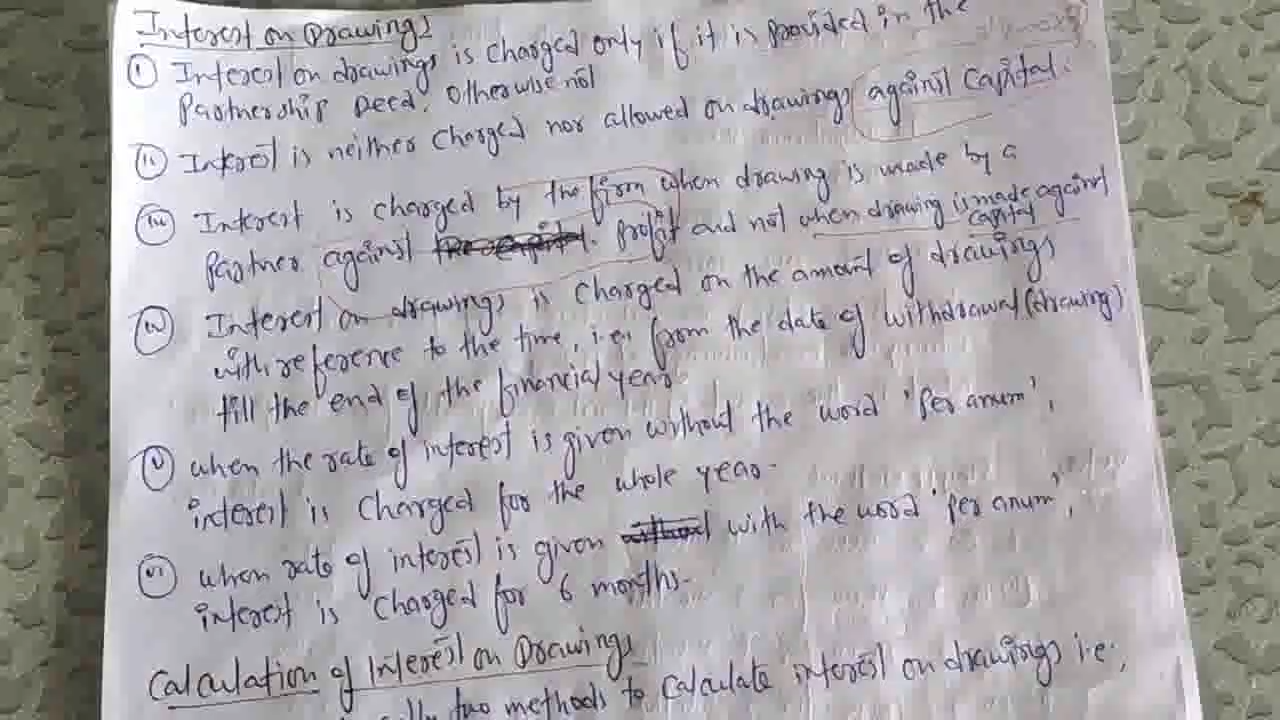 Interest on Drawings
(i) Interest on drawings is charged only if it is provided in the
Partnership Deed. Otherwise not
(ii) Interest is neither charged nor allowed on drawings against Capital.
(iii) Interest is charged by the firm when drawing is made by a
Partner against the capital. Profit and not when drawing is made against
capital
(iv) Interest on drawings is charged on the amount of drawings
with reference to the time, i.e. from the date of withdrawal (drawing)
till the end of the financial year.
(v) when the rate of interest is given without the word 'Per anum',
interest is charged for the whole year.
(vi) when rate of interest is given without with the word 'per anum',
interest is charged for 6 months.
Calculation of Interest on Drawings
two methods to calculate interest on drawings i.e.,